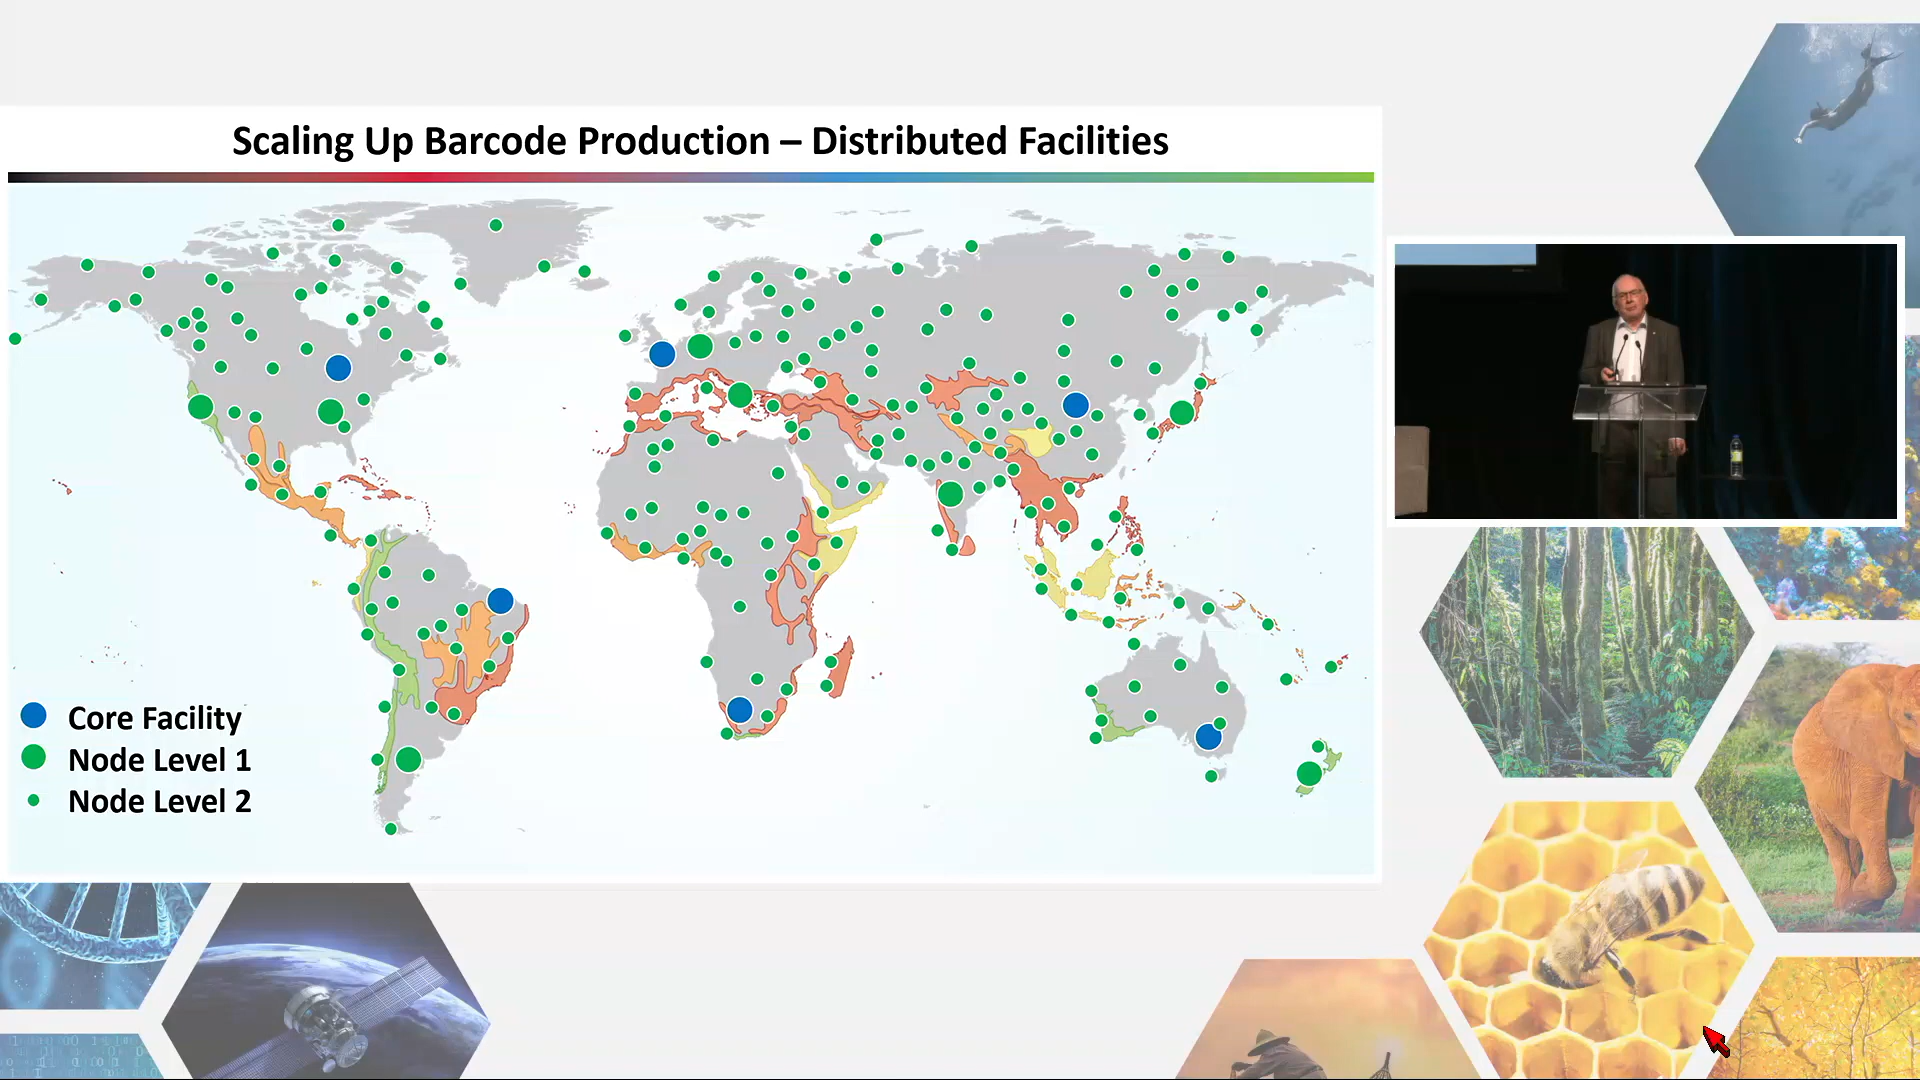 Scaling Up Barcode Production – Distributed Facilities
Core Facility
Node Level 1
Node Level 2